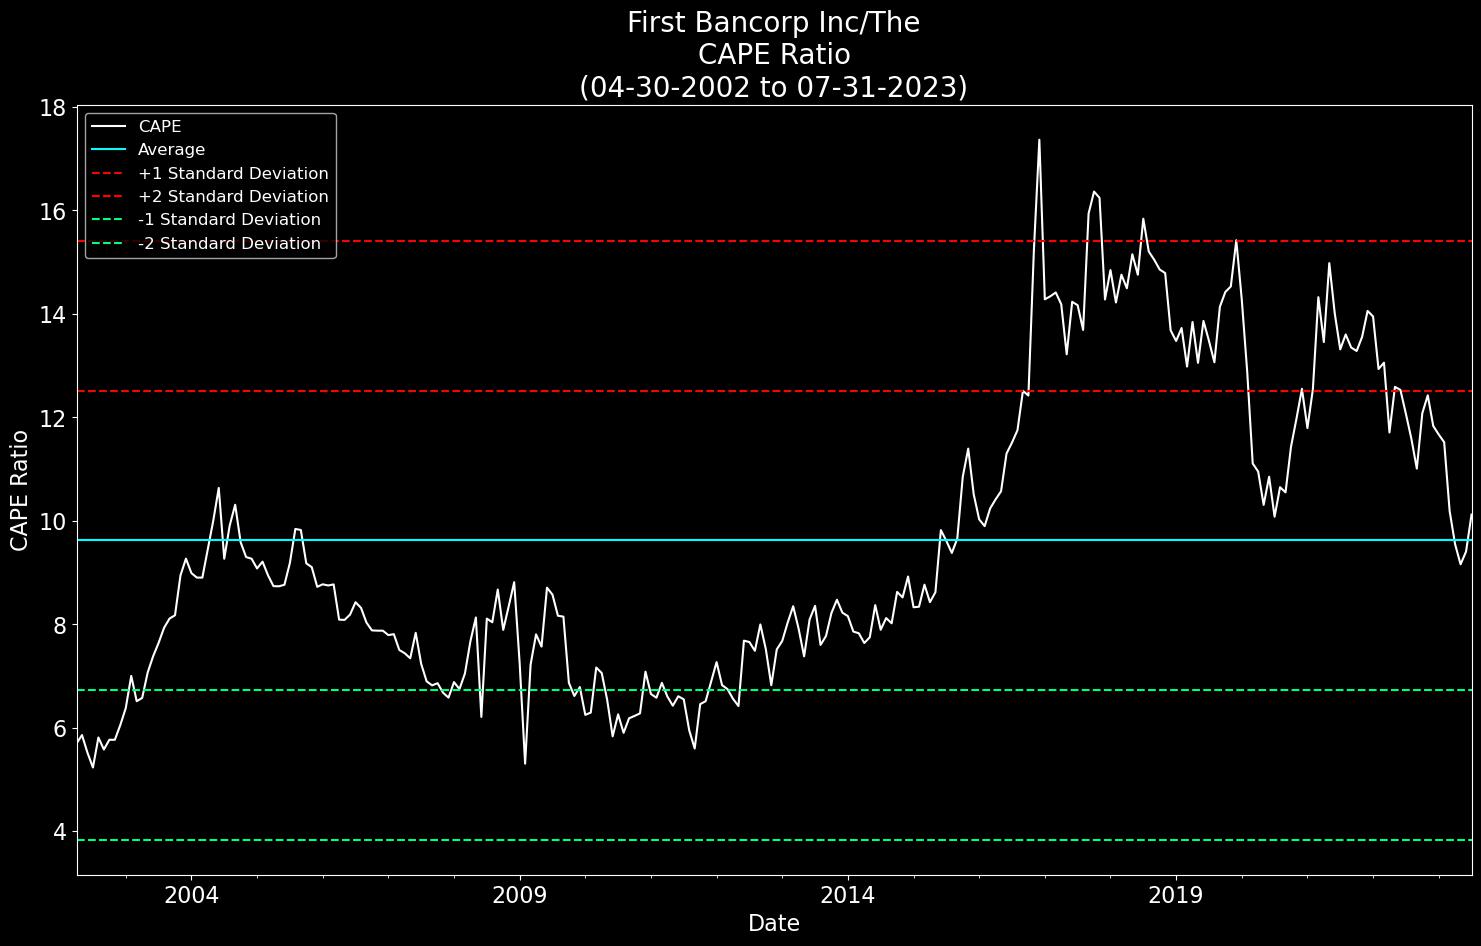 First Bancorp Inc/The
CAPE Ratio
(04-30-2002 to 07-31-2023)
18
16
14
12
10
8
6
4
CAPE Ratio
CAPE
Average
+1 Standard Deviation
+2 Standard Deviation
-1 Standard Deviation
-2 Standard Deviation
2004 2009 2014 2019
Date